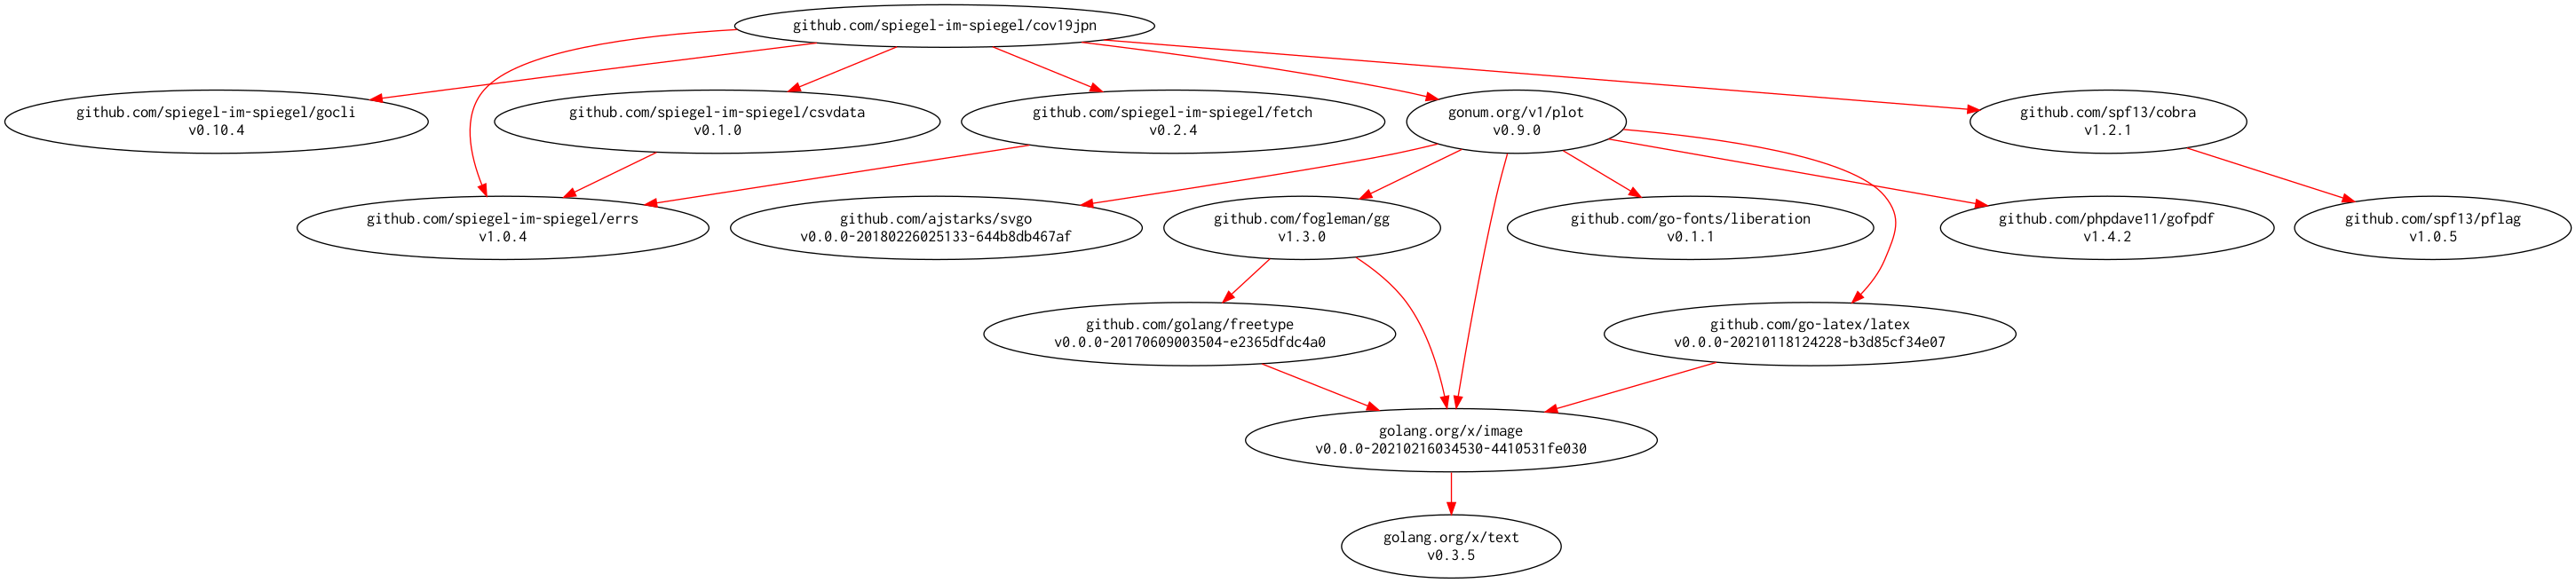 github.com/spiegel-im-spiegel/cov19jpn
github.com/spiegel-im-spiegel/gocli
v0.10.4
github.com/spiegel-im-spiegel/csvdata
v0.1.0
github.com/spiegel-im-spiegel/fetch
v0.2.4
gonum.org/v1/plot
v0.9.0
github.com/spf13/cobra
v1.2.1
github.com/spiegel-im-spiegel/errs
v1.0.4
github.com/ajstarks/svgo
v0.0.0-20180226025133-644b8db467af
github.com/fogleman/gg
v1.3.0
github.com/go-fonts/liberation
v0.1.1
github.com/phpdave11/gofpdf
v1.4.2
github.com/spf13/pflag
v1.0.5
github.com/golang/freetype
v0.0.0-20170609003504-e2365dfdc4a0
github.com/go-latex/latex
v0.0.0-20210118124228-b3d85cf34e07
golang.org/x/image
v0.0.0-20210216034530-4410531fe030
golang.org/x/text
v0.3.5